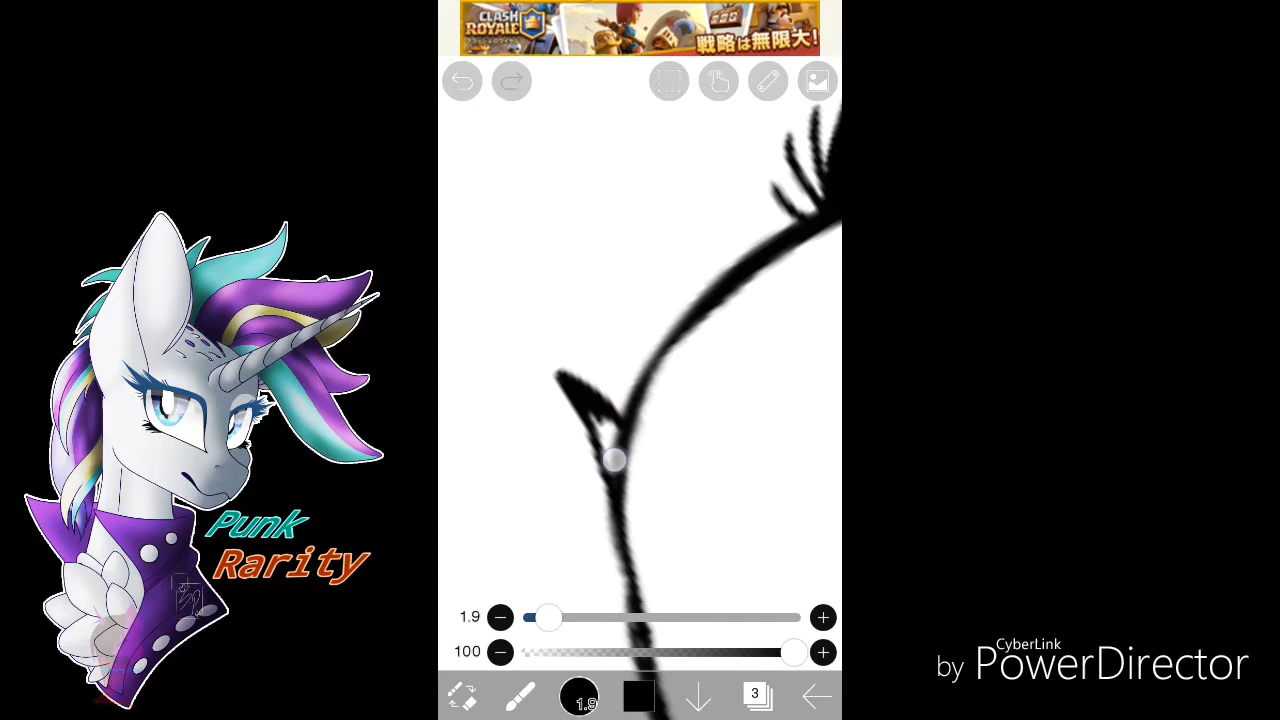 CLASH
ROYALE
戦略は無限大!
1.9
100
1.9
3
Punk
Rarity
CyberLink
by PowerDirector